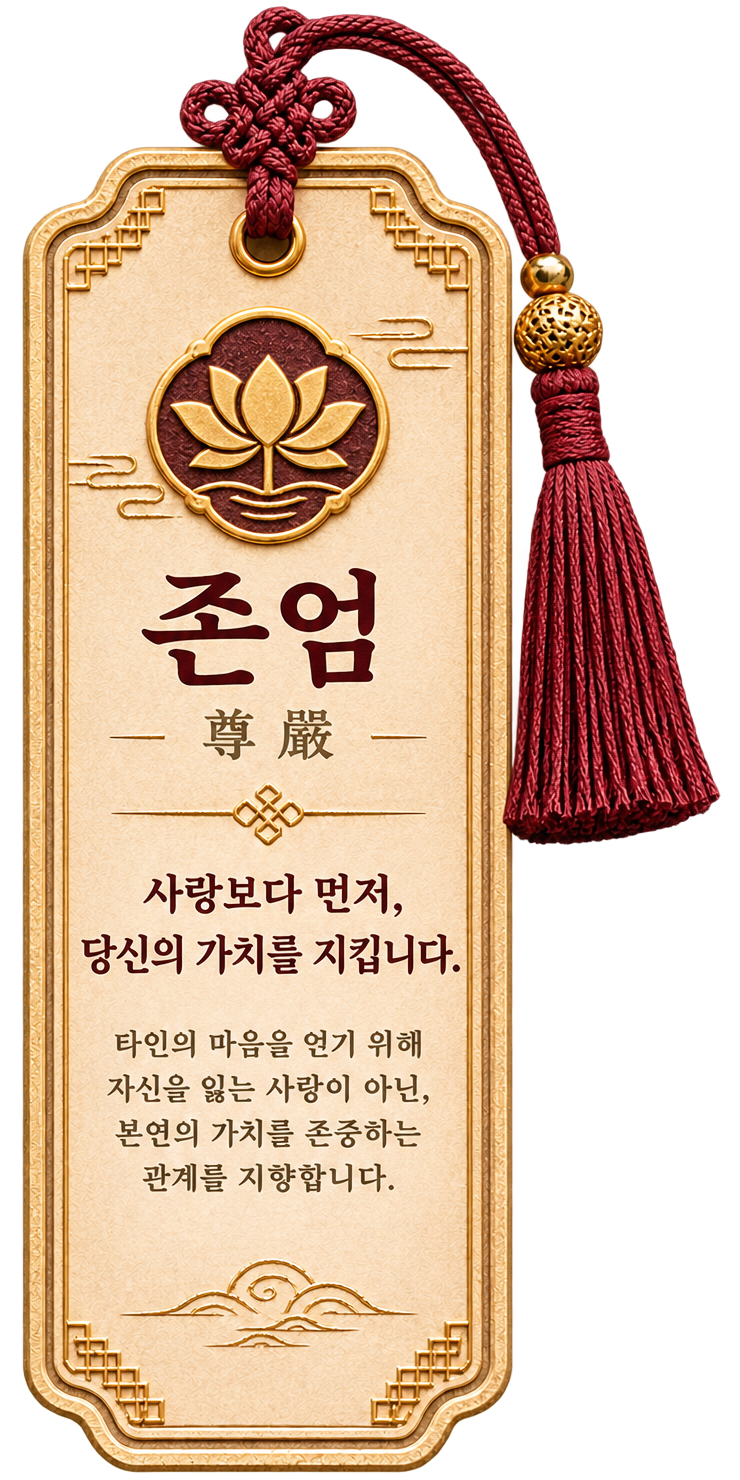 존엄
尊嚴
사랑보다 먼저,
당신의 가치를 지킵니다.
타인의 마음을 연기 위해
자신을 잃는 사랑이 아닌,
본연의 가치를 존중하는
관계를 지향합니다.